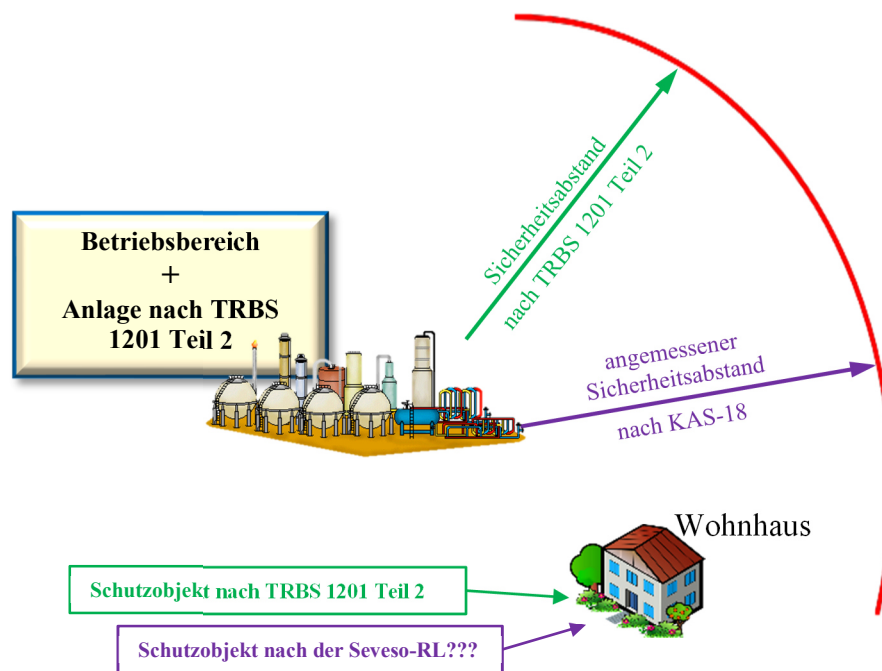 Betriebsbereich
+
Anlage nach TRBS
1201 Teil 2
Sicherheitsabstand
nach TRBS 1201 Teil 2
angemessener
Sicherheitsabstand
nach KAS-18
Wohnhaus
Schutzobjekt nach TRBS 1201 Teil 2
Schutzobjekt nach der Seveso-RL???